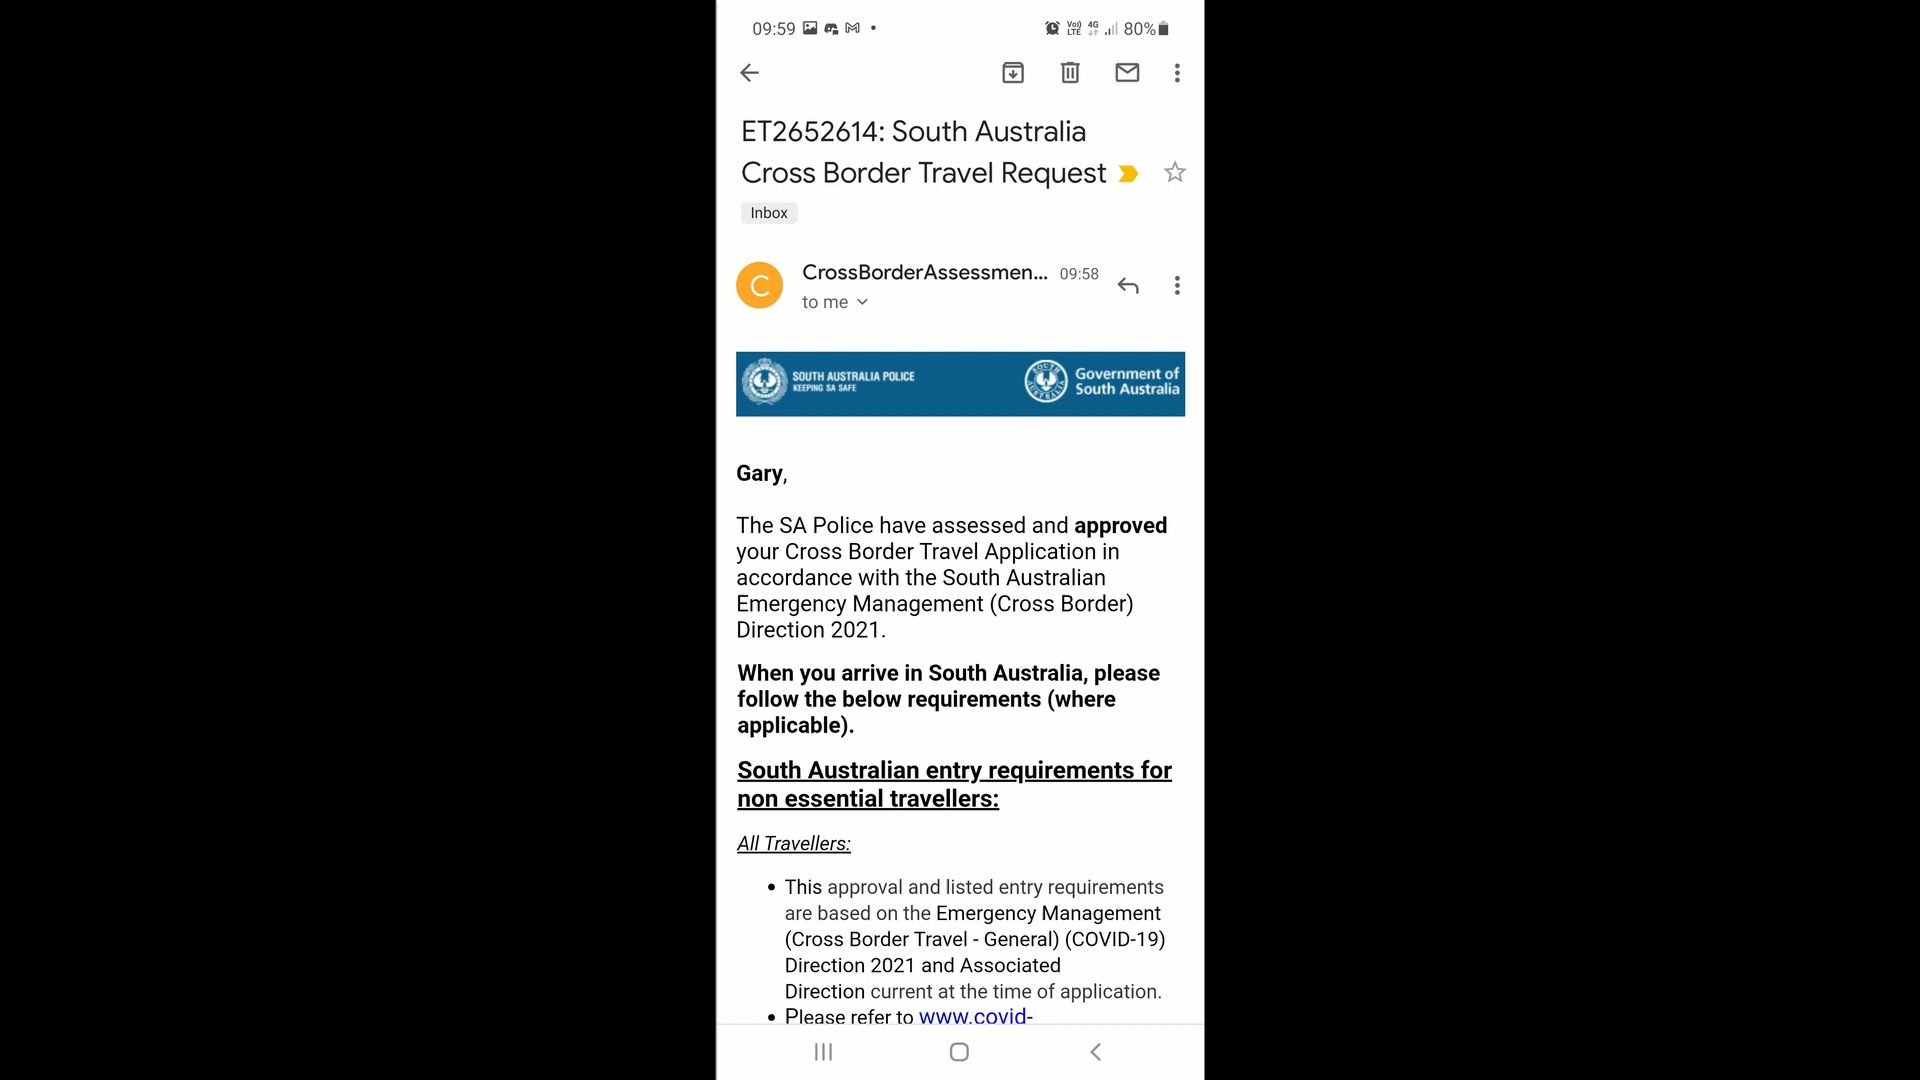 09:59
Vo)) LTE 4G 80%
ET2652614: South Australia
Cross Border Travel Request
Inbox
C
CrossBorderAssessmen... 09:58
to me
SOUTH AUSTRALIA POLICE
KEEPING SA SAFE
Government of
South Australia
Gary,
The SA Police have assessed and approved
your Cross Border Travel Application in
accordance with the South Australian
Emergency Management (Cross Border)
Direction 2021.
When you arrive in South Australia, please
follow the below requirements (where
applicable).
South Australian entry requirements for
non essential travellers:
All Travellers:
• This approval and listed entry requirements
are based on the Emergency Management
(Cross Border Travel - General) (COVID-19)
Direction 2021 and Associated
Direction current at the time of application.
• Please refer to www.covid-